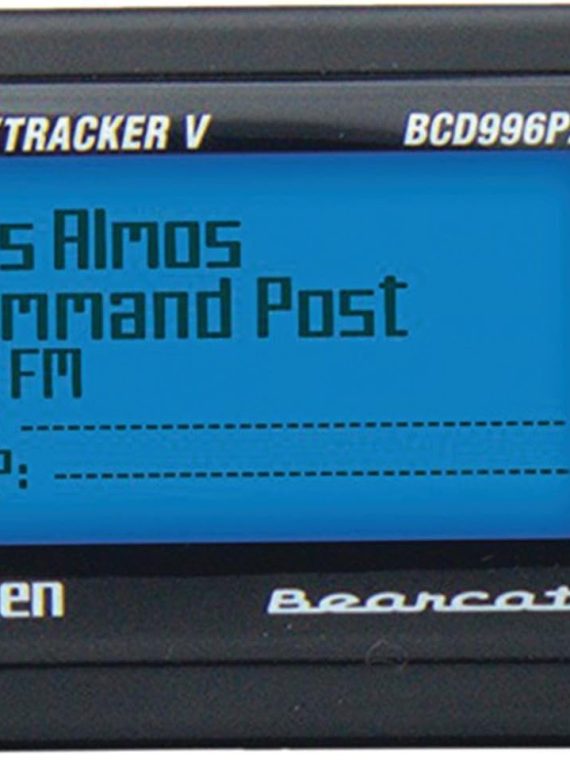 TRACKER V
BCD996P
s Almos
mmand Post
FM
P:
en
Bearcat